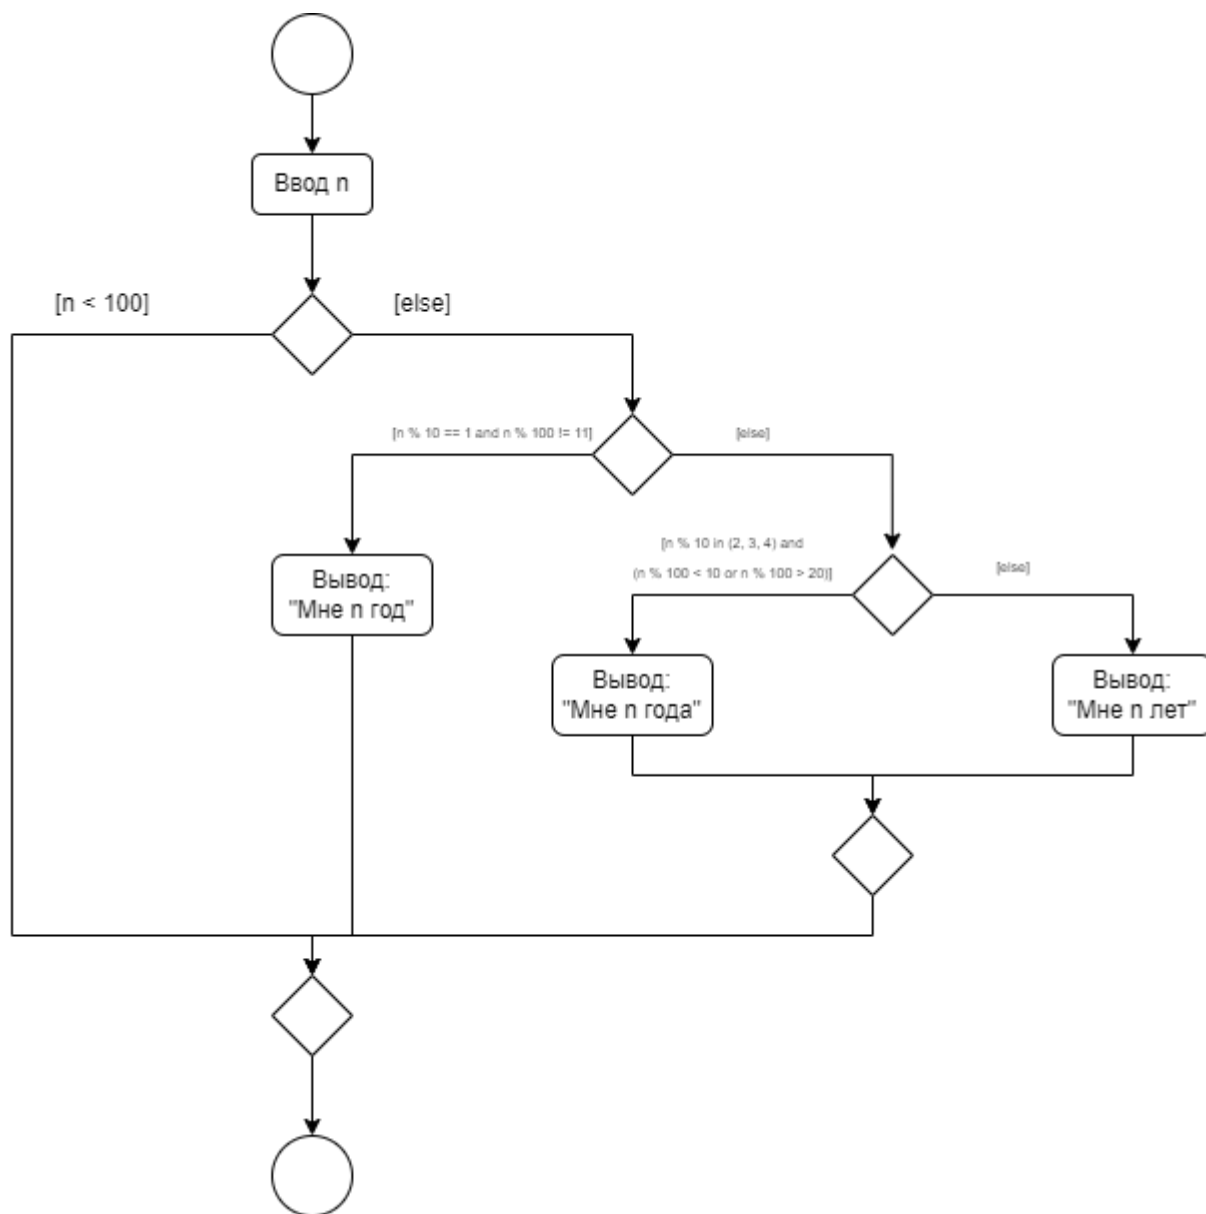 Ввод n
[n < 100]
[else]
[n % 10 == 1 and n % 100 != 11]
[else]
[n % 10 in (2, 3, 4) and
(n % 100 < 10 or n % 100 > 20)]
[else]
Вывод:
"Мне n год"
Вывод:
"Мне n года"
Вывод:
"Мне n лет"